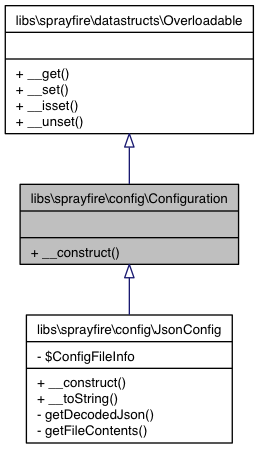 libs\sprayfire\datastructs\Overloadable
+ __get()
+ __set()
+ __isset()
+ __unset()
libs\sprayfire\config\Configuration
+ __construct()
libs\sprayfire\config\JsonConfig
- $ConfigFileInfo
+ __construct()
+ __toString()
- getDecodedJson()
- getFileContents()